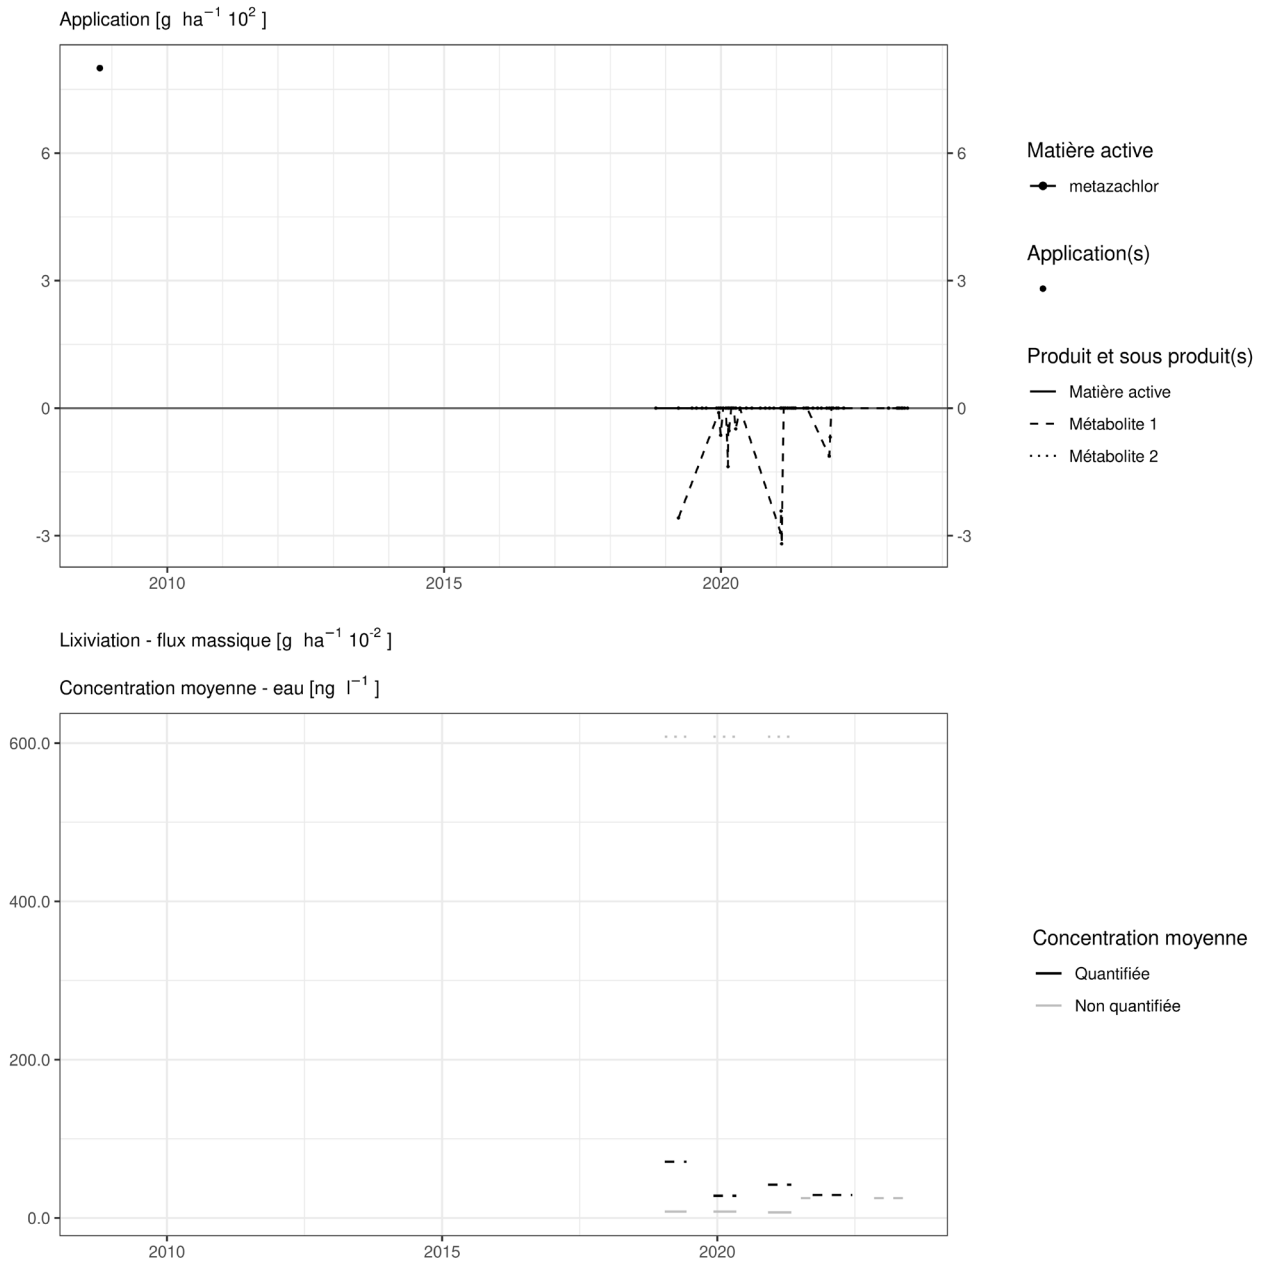 Application [g ha⁻¹ 10² ]
6
3
0
-3
6
3
0
-3
2010
2015
2020
Matière active
metazachlor
Application(s)
Produit et sous produit(s)
Matière active
Métabolite 1
Métabolite 2
Lixiviation - flux massique [g ha⁻¹ 10⁻² ]
Concentration moyenne - eau [ng l⁻¹ ]
600.0
400.0
200.0
0.0
2010
2015
2020
Concentration moyenne
Quantifiée
Non quantifiée